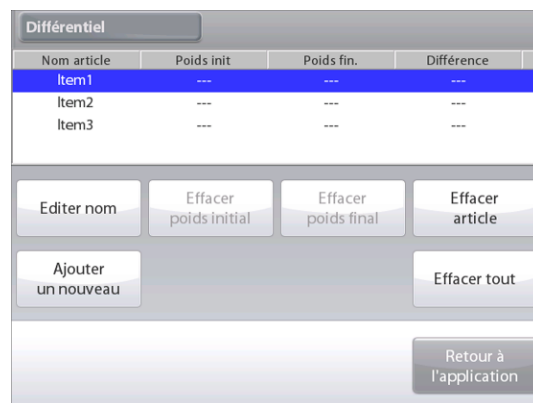 Différentiel
Nom article Poids init Poids fin. Différence
Item1 --- --- ---
Item2 --- --- ---
Item3 --- --- ---
Editer nom
Effacer
poids initial
Effacer
poids final
Effacer
article
Ajouter
un nouveau
Effacer tout
Retour à
l'application